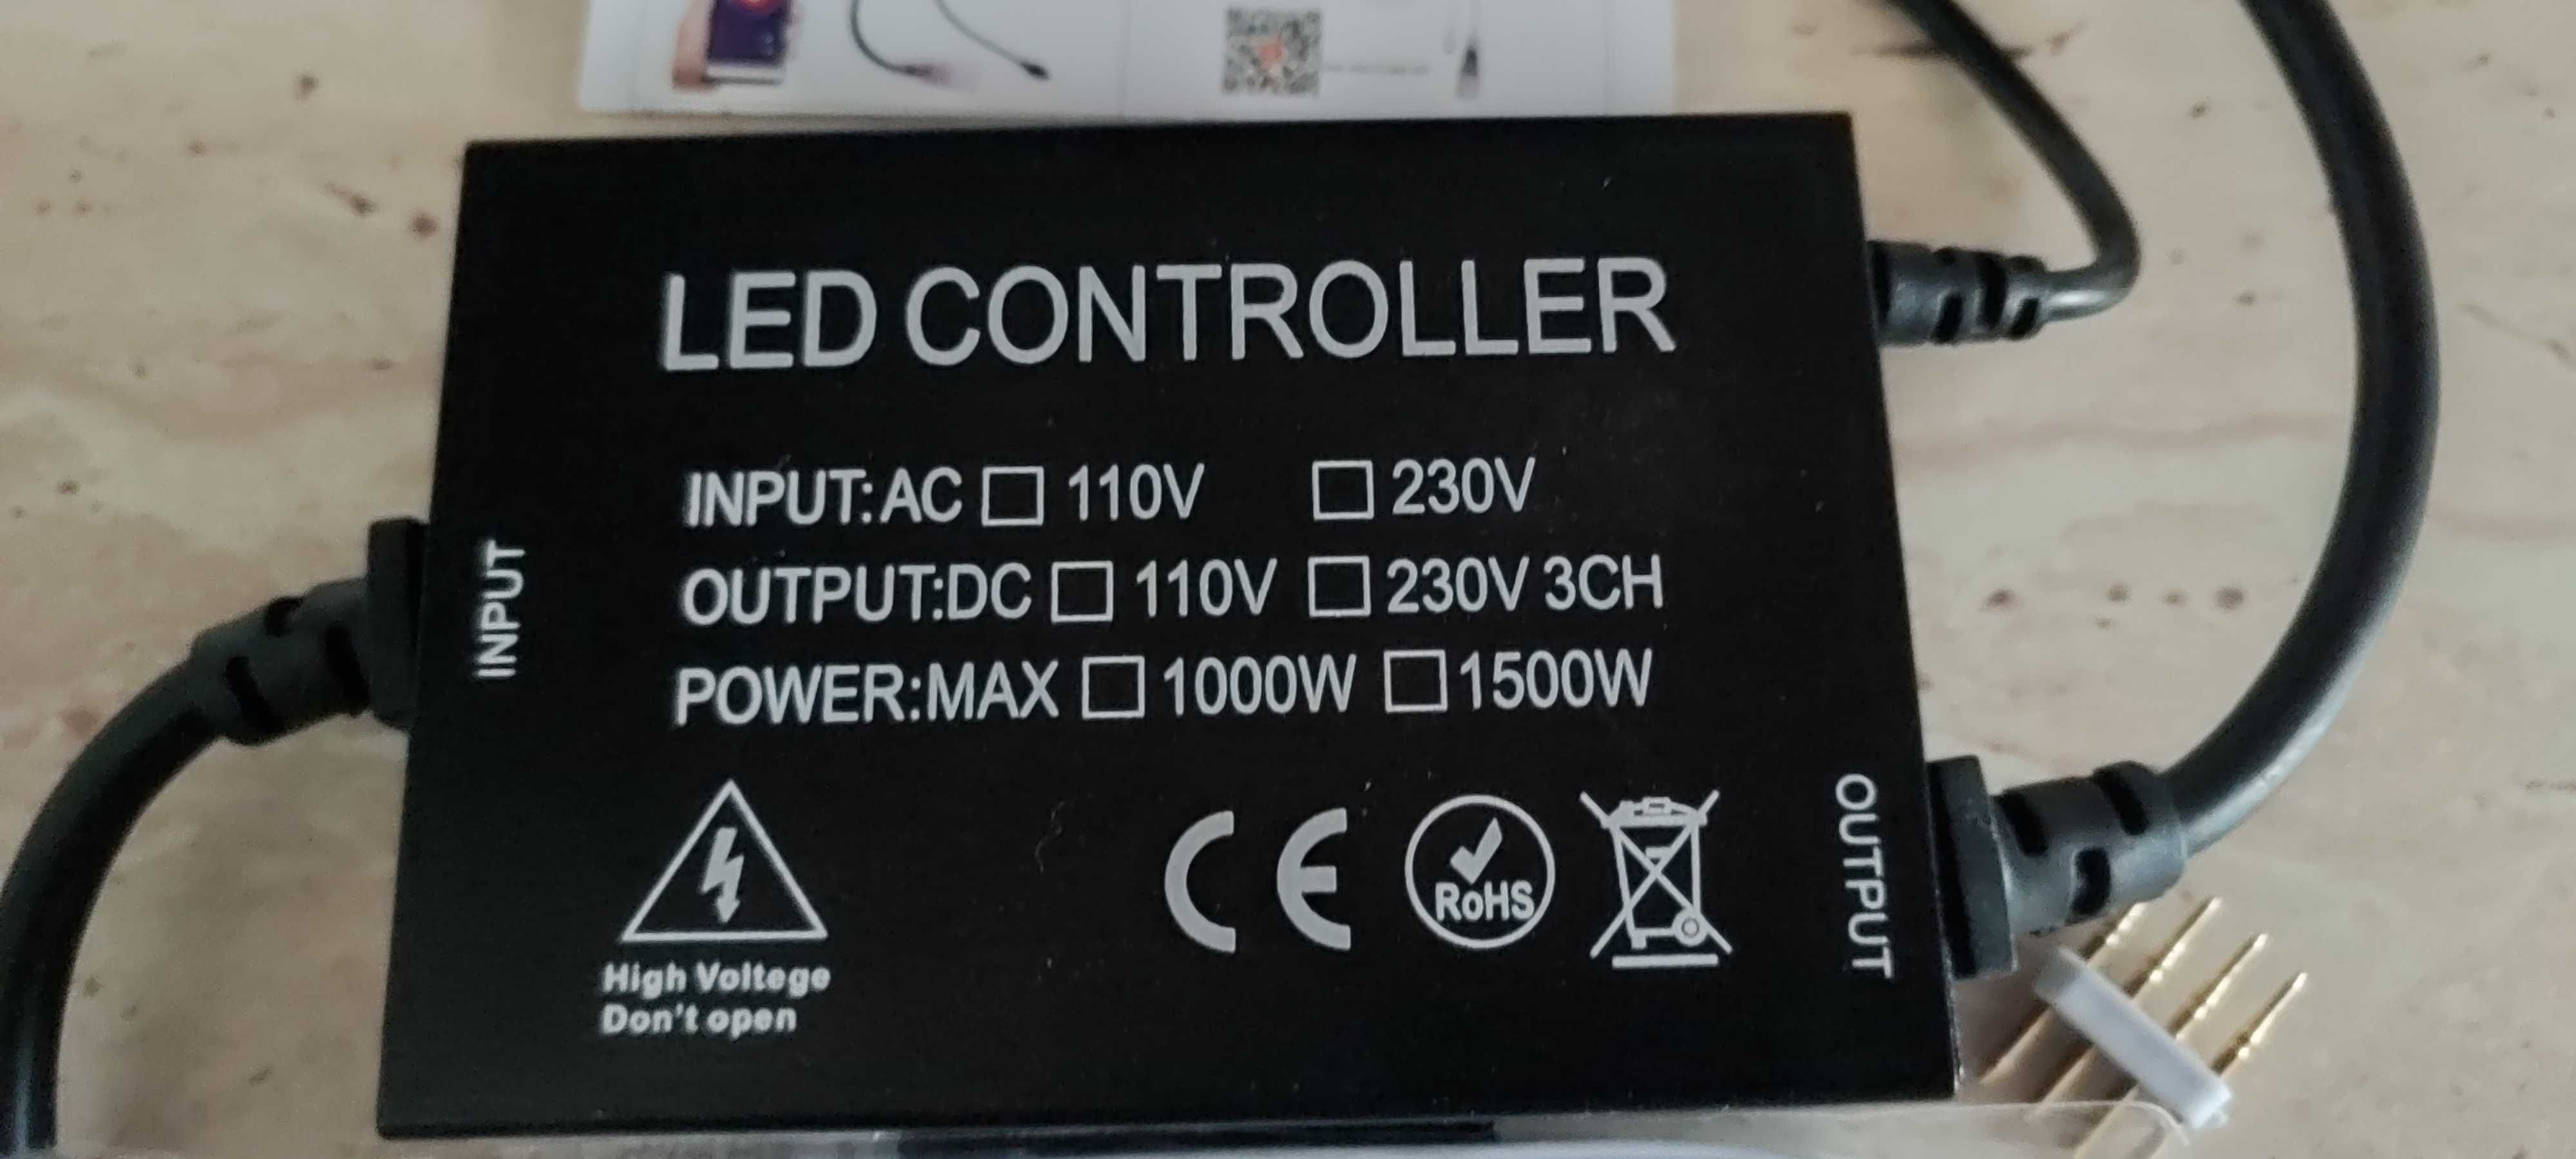 LED CONTROLLER
INPUT:AC □ 110V □ 230V
OUTPUT:DC □ 110V □ 230V 3CH
POWER:MAX □ 1000W □ 1500W
INPUT
OUTPUT
High Voltege
Don't open
CE
RoHS